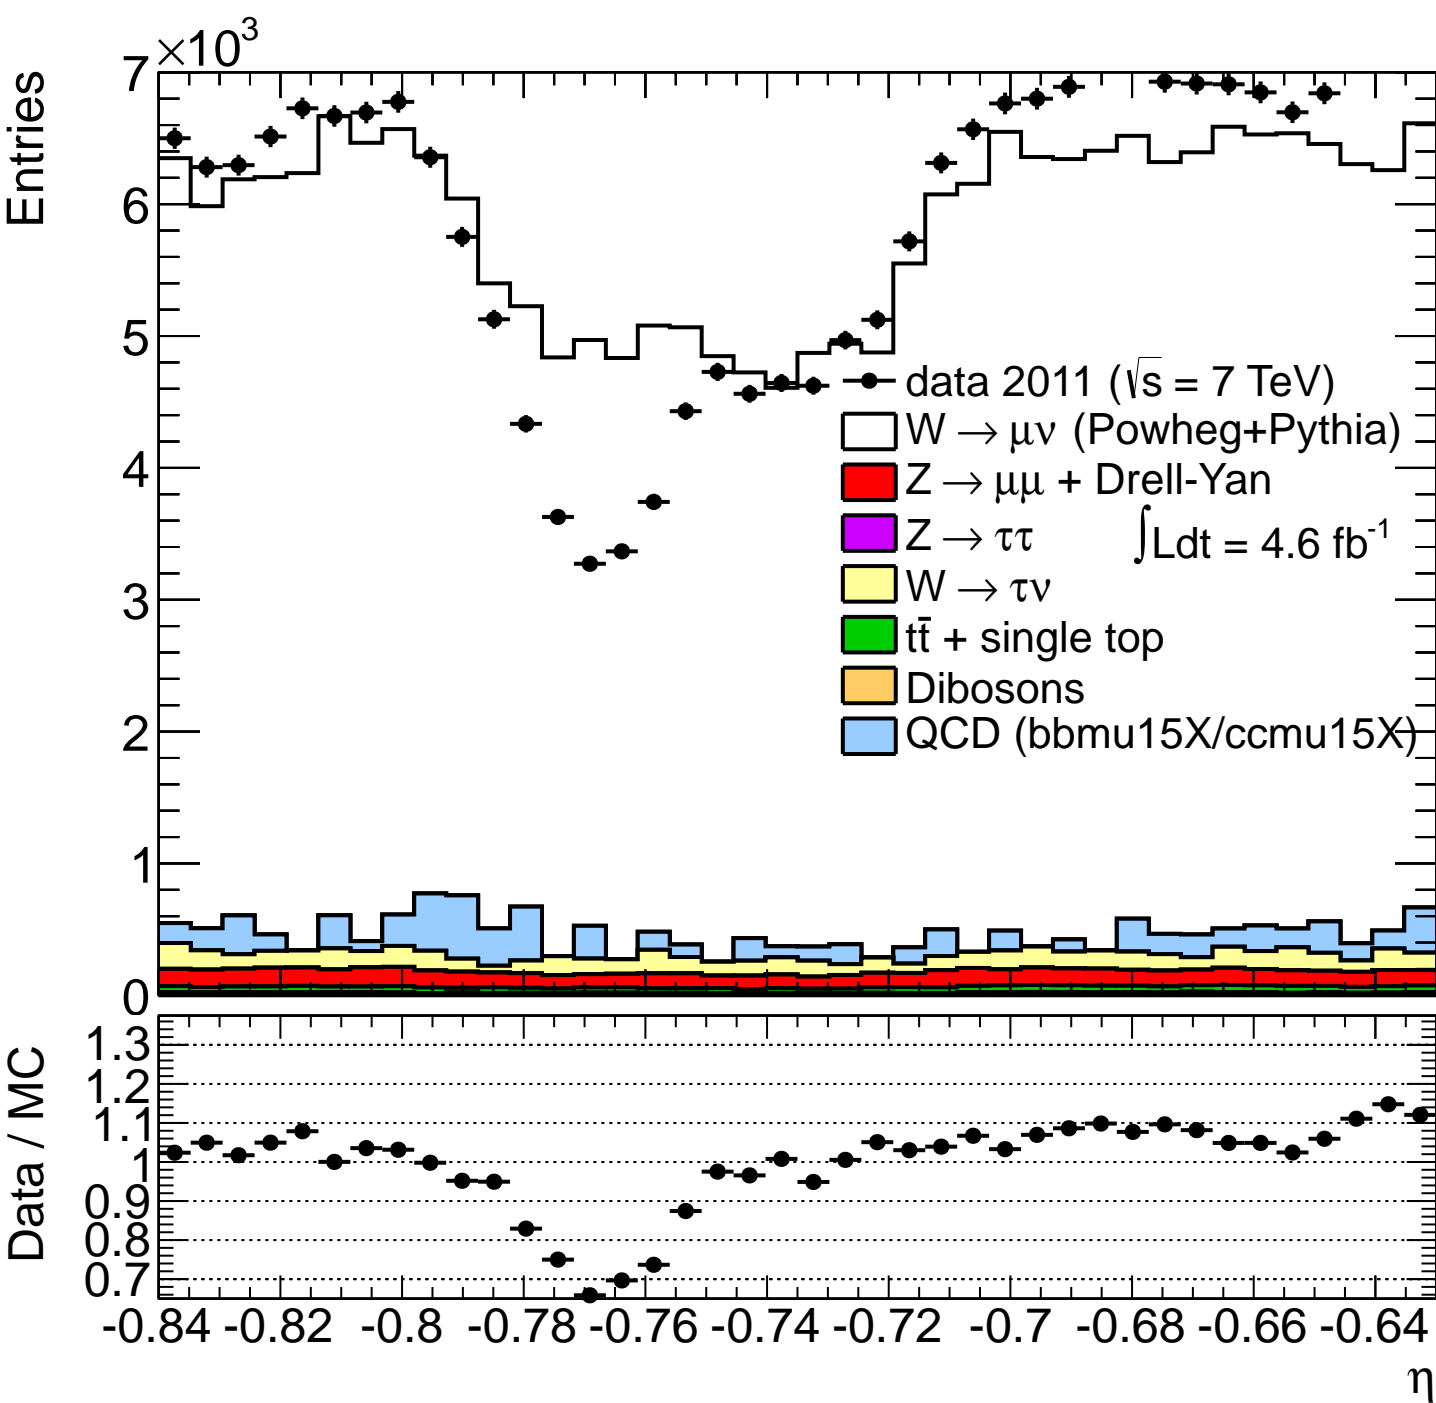 ×10³
Entries
7
6
5
4
3
2
1
0
data 2011 (√s = 7 TeV)
W → μν (Powheg+Pythia)
Z → μμ + Drell-Yan
Z → ττ
∫Ldt = 4.6 fb⁻¹
W → τν
tt̄ + single top
Dibosons
QCD (bbmu15X/ccmu15X)
Data / MC
1.3
1.2
1.1
1
0.9
0.8
0.7
-0.84 -0.82 -0.8 -0.78 -0.76 -0.74 -0.72 -0.7 -0.68 -0.66 -0.64
η